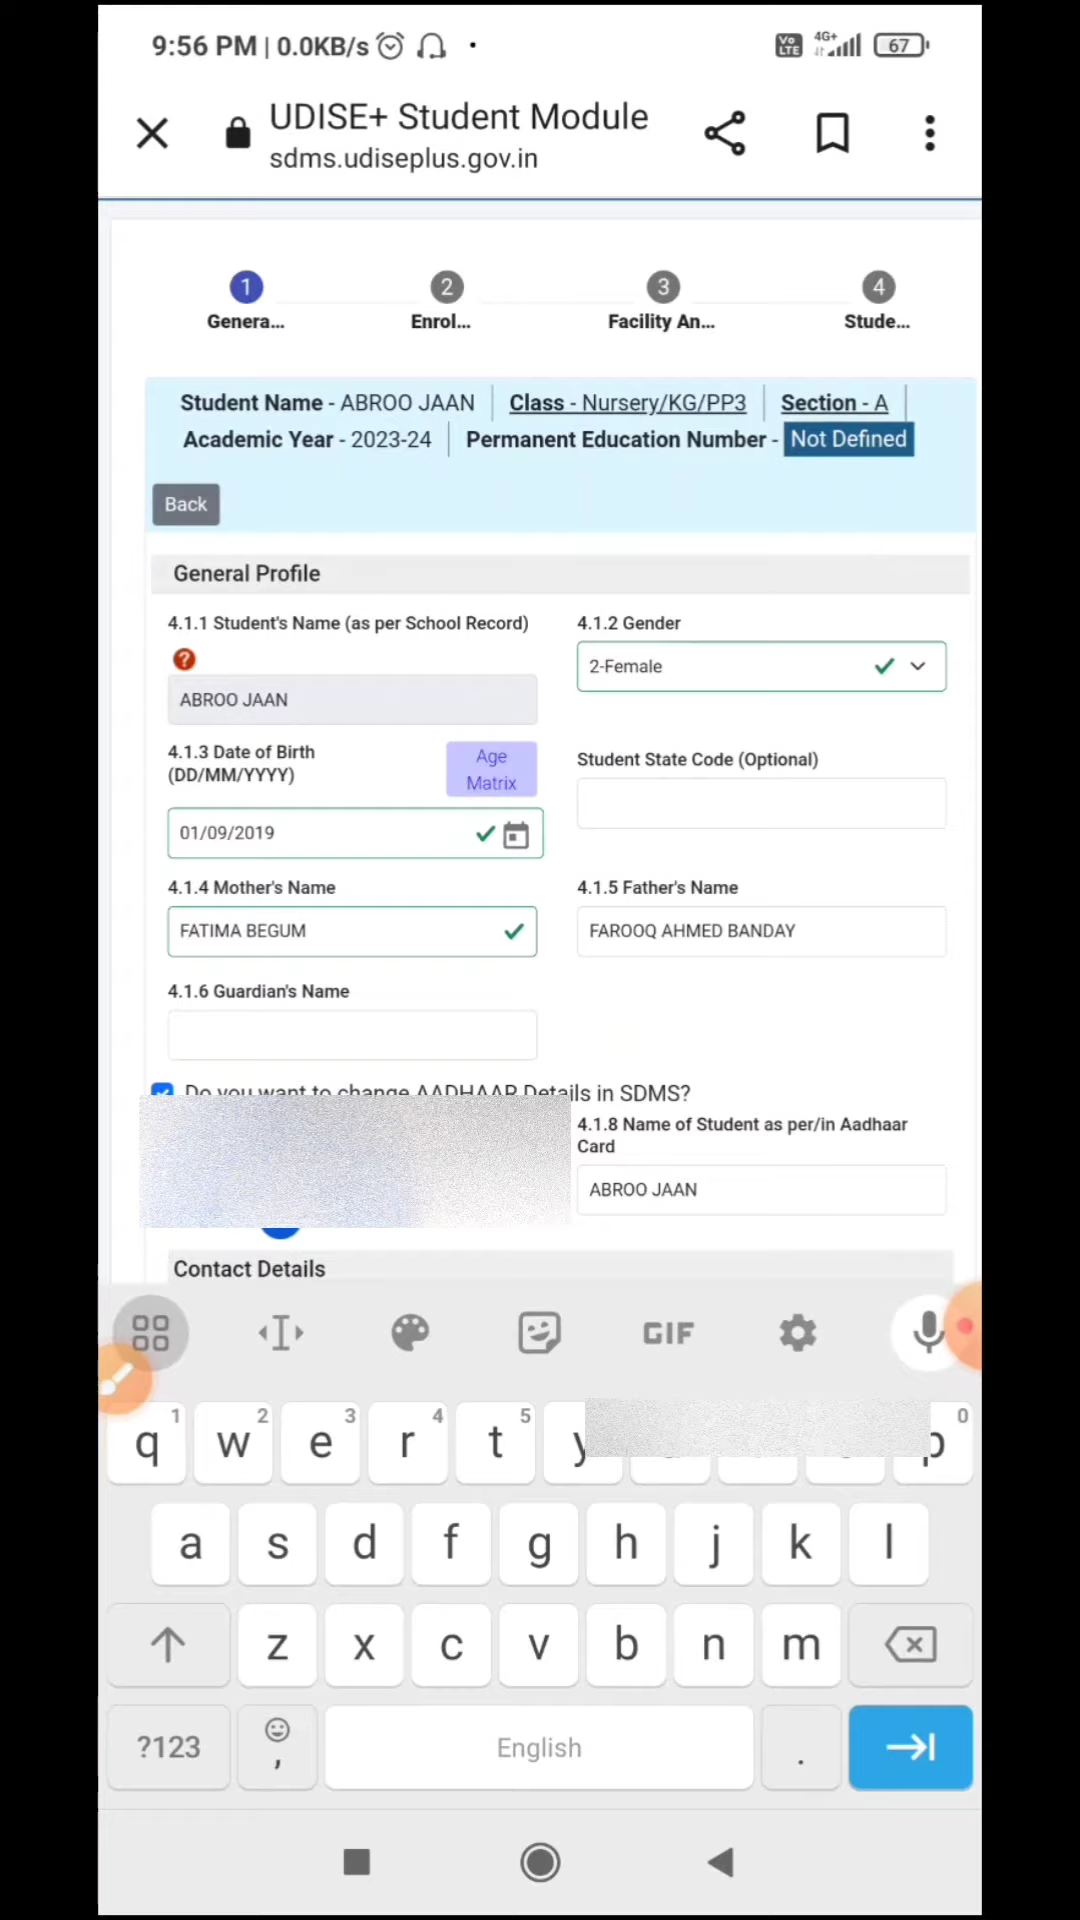 9:56 PM | 0.0KB/s
Vo LTE 4G+ 67
UDISE+ Student Module
sdms.udiseplus.gov.in
1 2 3 4
Genera... Enrol... Facility An... Stude...
Student Name - ABROO JAAN Class - Nursery/KG/PP3 Section - A
Academic Year - 2023-24 Permanent Education Number - Not Defined
Back
General Profile
4.1.1 Student's Name (as per School Record) 4.1.2 Gender
?
2-Female
ABROO JAAN
4.1.3 Date of Birth
(DD/MM/YYYY)
Age
Matrix
Student State Code (Optional)
01/09/2019
4.1.4 Mother's Name 4.1.5 Father's Name
FATIMA BEGUM FAROOQ AHMED BANDAY
4.1.6 Guardian's Name
Do you want to change AADHAAR Details in SDMS?
4.1.8 Name of Student as per/in Aadhaar
Card
ABROO JAAN
Contact Details
GIF
1 2 3 4 5 0
q w e r t y p
a s d f g h j k l
z x c v b n m
?123 , English .